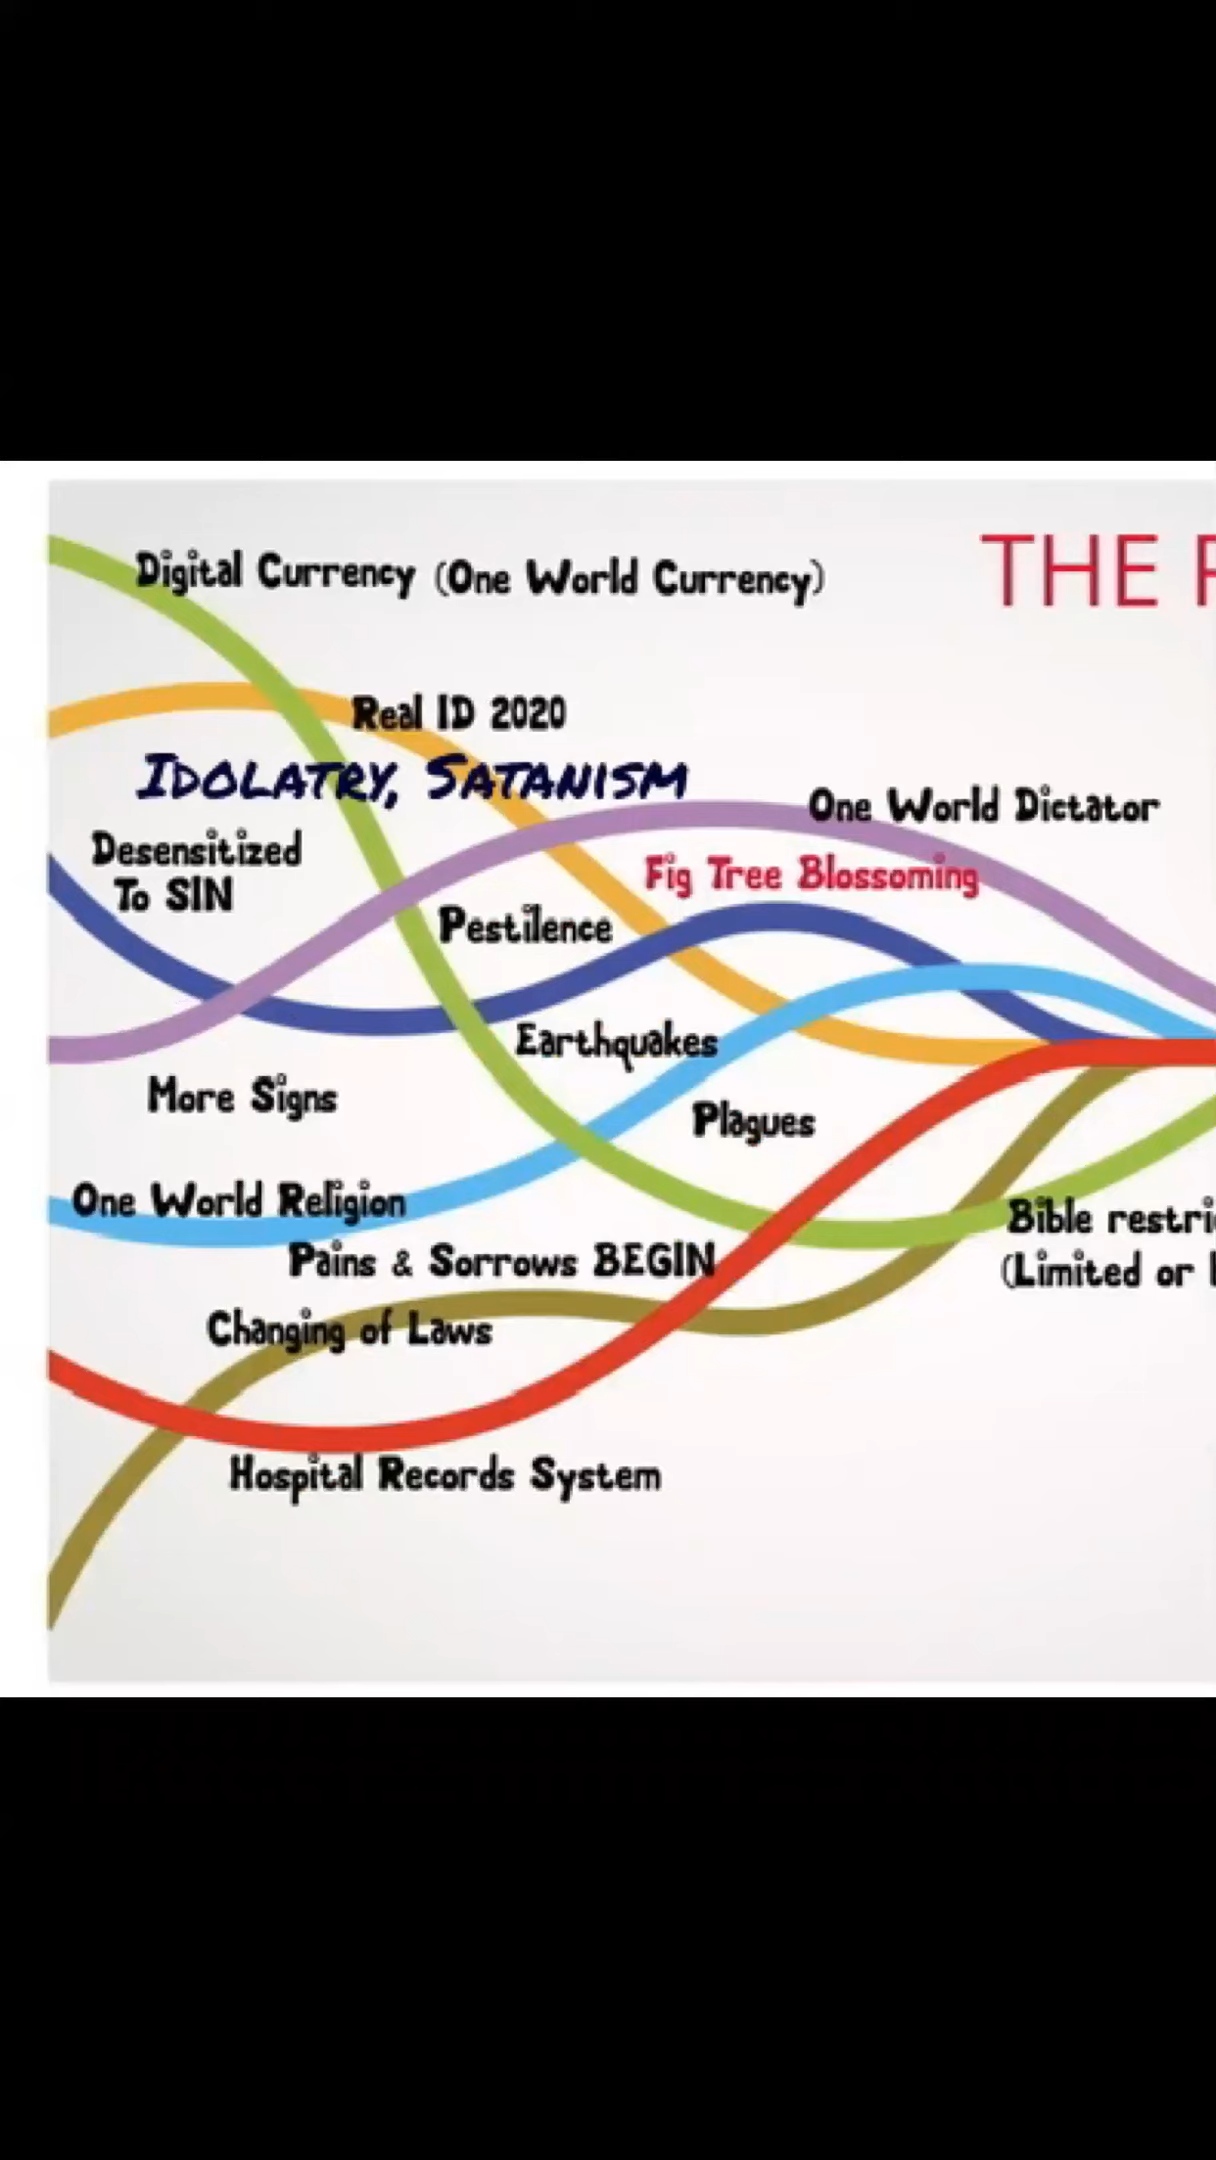 Digital Currency (One World Currency)
THE
Real ID 2020
Idolatry, Satanism
One World Dictator
Desensitized
To SIN
Fig Tree Blossoming
Pestilence
Earthquakes
More Signs
Plagues
One World Religion
Bible
(Limited or
Pains & Sorrows BEGIN
Changing of Laws
Hospital Records System